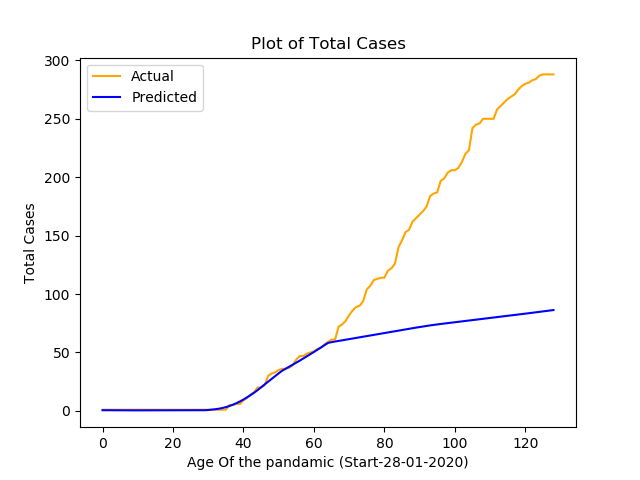 Plot of Total Cases
Actual
Predicted
300
250
200
150
100
50
0
Total Cases
0 20 40 60 80 100 120
Age Of the pandamic (Start-28-01-2020)